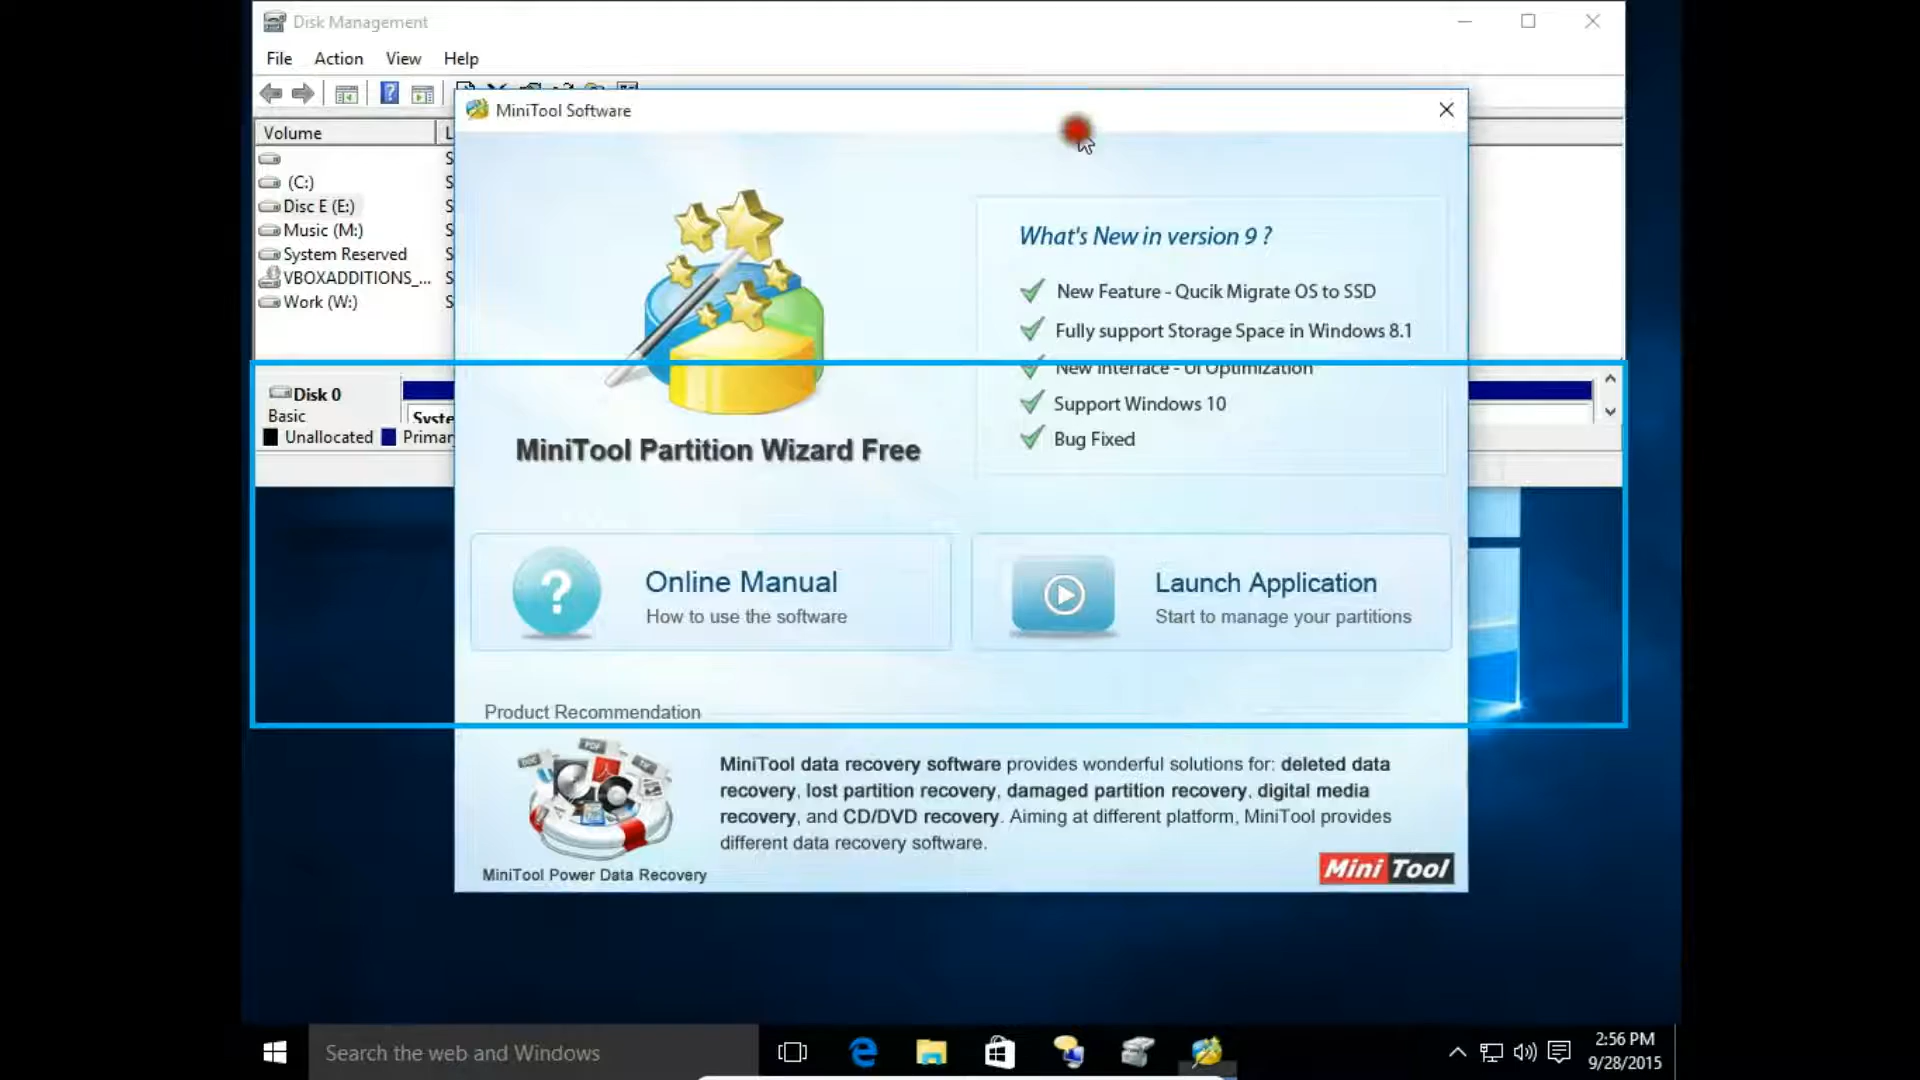 Disk Management
File Action View Help
MiniTool Software
Volume
(C:)
Disc E (E:)
Music (M:)
System Reserved
VBOXADDITIONS_...
Work (W:)
What's New in version 9 ?
New Feature - Qucik Migrate OS to SSD
Fully support Storage Space in Windows 8.1
New Interface - UI Optimization
Support Windows 10
Bug Fixed
Disk 0
Basic
Unallocated
MiniTool Partition Wizard Free
Online Manual
How to use the software
Launch Application
Start to manage your partitions
Product Recommendation
MiniTool data recovery software provides wonderful solutions for: deleted data
recovery, lost partition recovery, damaged partition recovery, digital media
recovery, and CD/DVD recovery. Aiming at different platform, MiniTool provides
different data recovery software.
MiniTool Power Data Recovery
Mini Tool
Search the web and Windows
2:56 PM
9/28/2015